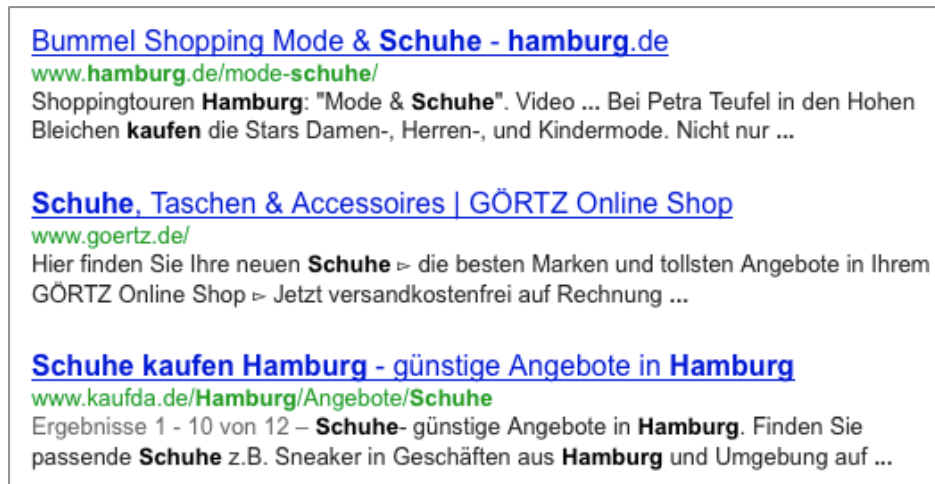 Bummel Shopping Mode & Schuhe - hamburg.de
www.hamburg.de/mode-schuhe/
Shoppingtouren Hamburg: "Mode & Schuhe". Video ... Bei Petra Teufel in den Hohen
Bleichen kaufen die Stars Damen-, Herren-, und Kindermode. Nicht nur ...
Schuhe, Taschen & Accessoires | GÖRTZ Online Shop
www.goertz.de/
Hier finden Sie Ihre neuen Schuhe ▻ die besten Marken und tollsten Angebote in Ihrem
GÖRTZ Online Shop ▻ Jetzt versandkostenfrei auf Rechnung ...
Schuhe kaufen Hamburg - günstige Angebote in Hamburg
www.kaufda.de/Hamburg/Angebote/Schuhe
Ergebnisse 1 - 10 von 12 – Schuhe- günstige Angebote in Hamburg. Finden Sie
passende Schuhe z.B. Sneaker in Geschäften aus Hamburg und Umgebung auf ...